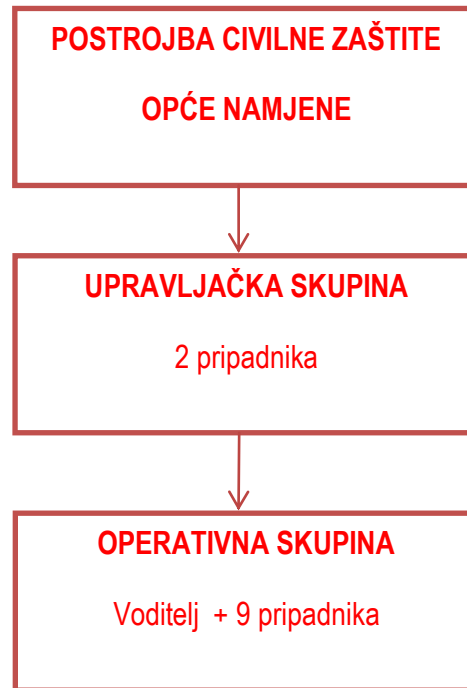 POSTROJBA CIVILNE ZAŠTITE
OPĆE NAMJENE
UPRAVLJAČKA SKUPINA
2 pripadnika
OPERATIVNA SKUPINA
Voditelj + 9 pripadnika